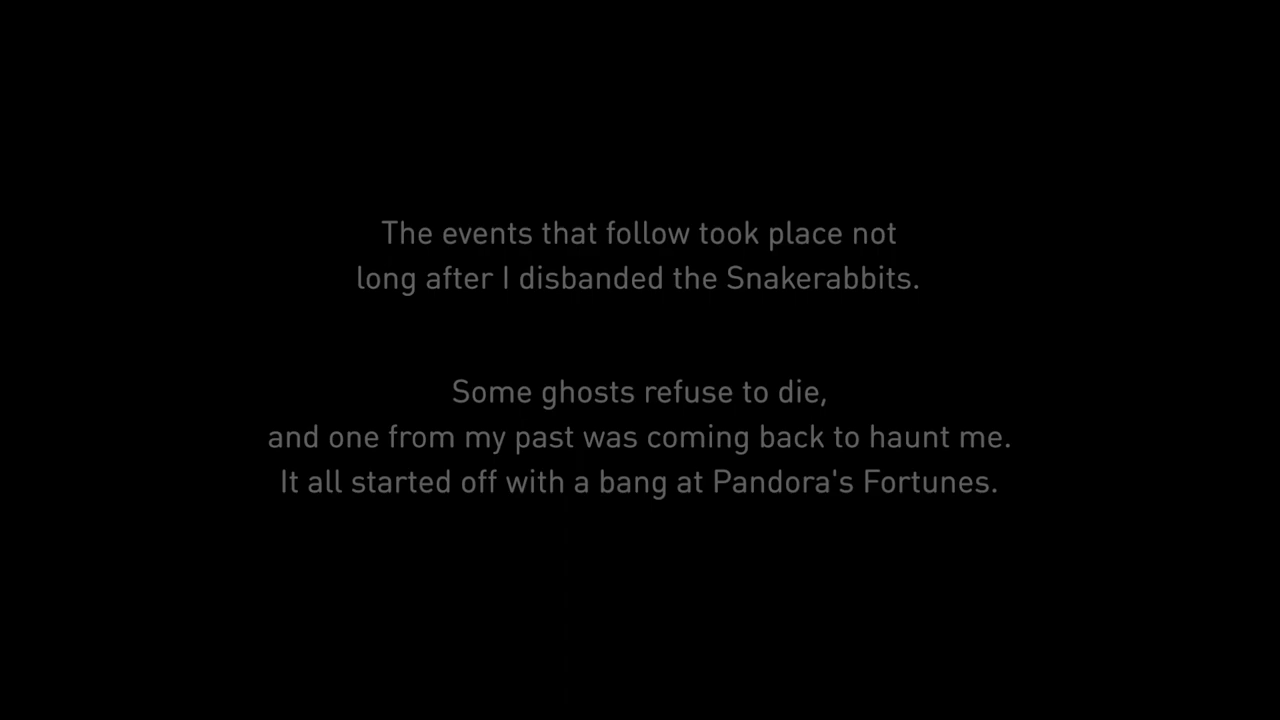 The events that follow took place not
long after I disbanded the Snakerabbits.
Some ghosts refuse to die,
and one from my past was coming back to haunt me.
It all started off with a bang at Pandora's Fortunes.